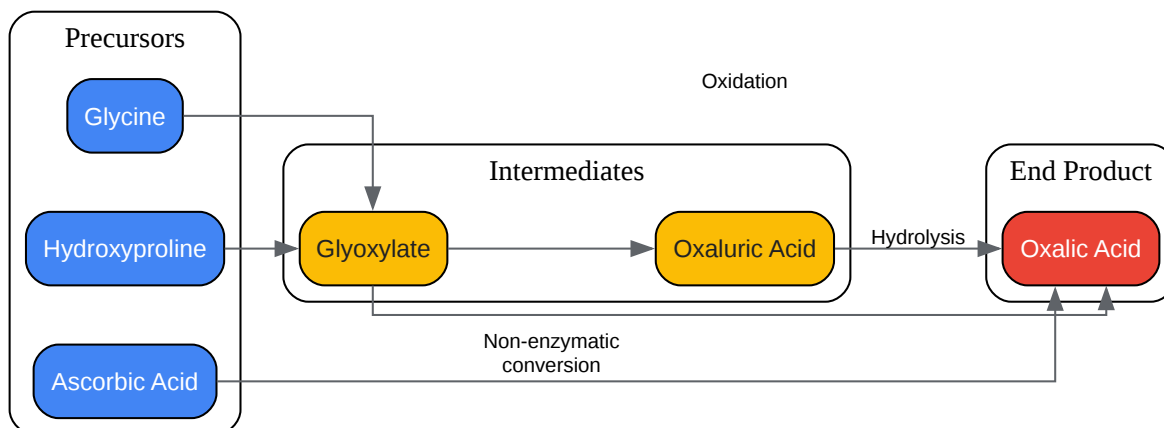 Precursors
Glycine
Oxidation
Intermediates
End Product
Hydroxyproline
Glyoxylate
Oxaluric Acid
Hydrolysis
Oxalic Acid
Non-enzymatic
conversion
Ascorbic Acid